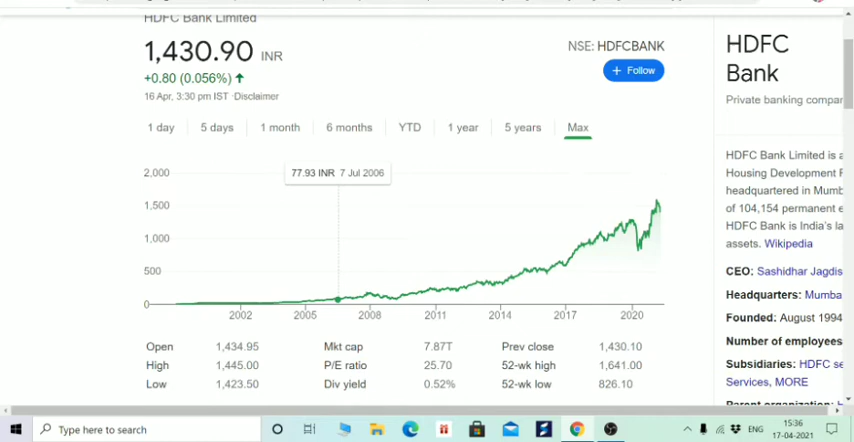 HDFC Bank Limited
1,430.90 INR
+0.80 (0.056%) ↑
16 Apr, 3:30 pm IST ·Disclaimer
NSE: HDFCBANK
+ Follow
1 day 5 days 1 month 6 months YTD 1 year 5 years Max
77.93 INR 7 Jul 2006
2,000
1,500
1,000
500
0
2002 2005 2008 2011 2014 2017 2020
Open 1,434.95 Mkt cap 7.87T Prev close 1,430.10
High 1,445.00 P/E ratio 25.70 52-wk high 1,641.00
Low 1,423.50 Div yield 0.52% 52-wk low 826.10
HDFC
Bank
Private banking compar
HDFC Bank Limited is a
Housing Development F
headquartered in Mumb
of 104,154 permanent e
HDFC Bank is India's la
assets. Wikipedia
CEO: Sashidhar Jagdis
Headquarters: Mumba
Founded: August 1994
Number of employees
Subsidiaries: HDFC se
Services, MORE
Parent organization:
Type here to search
ENG
15:36
17-04-2021